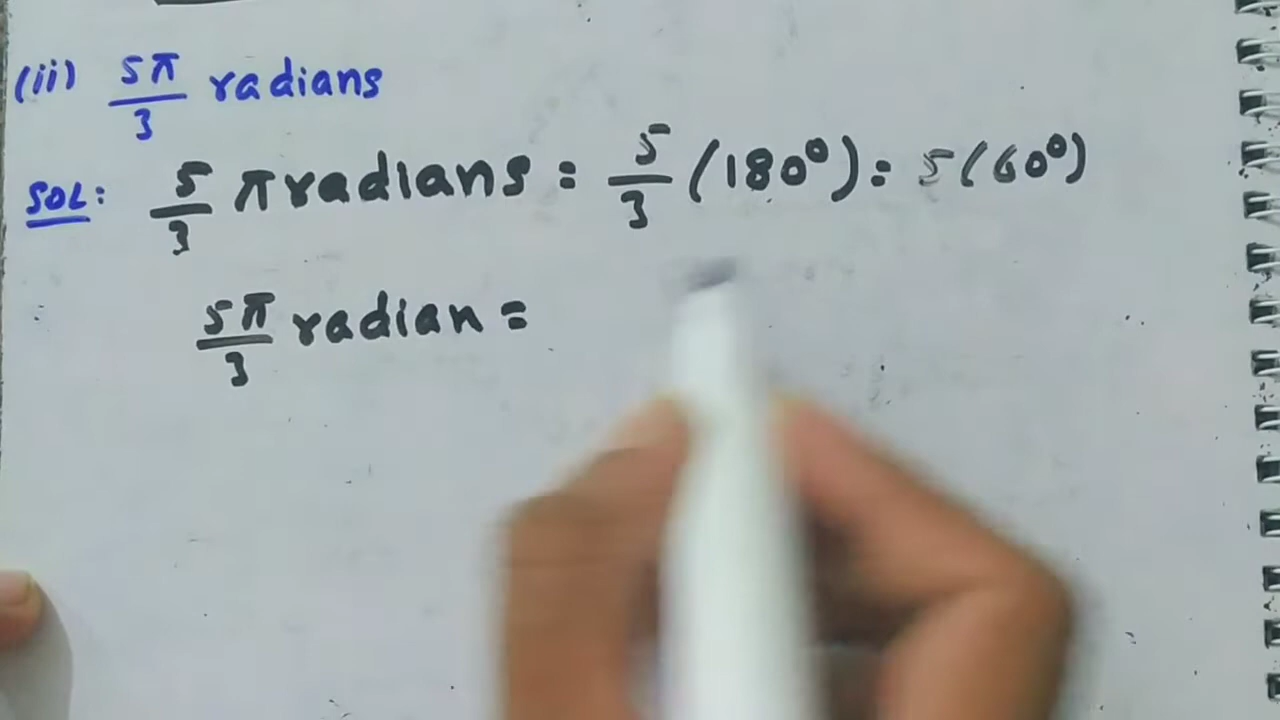 (ii) 5π/3 radians
SOL: 5/3 π radians = 5/3 (180°) = 5(60°)
5π/3 radian =